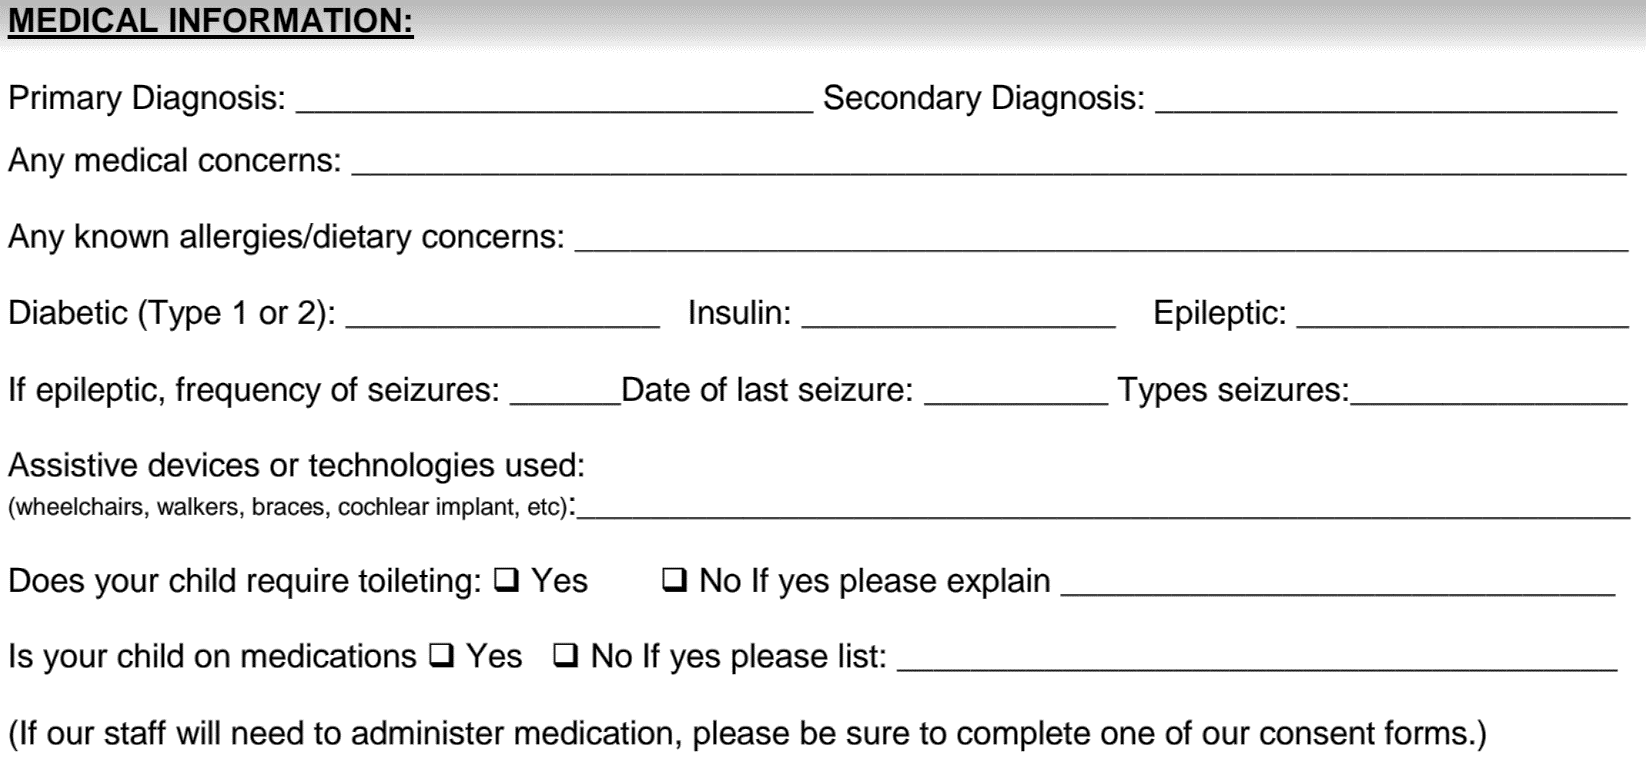 MEDICAL INFORMATION:
Primary Diagnosis: ____________________________ Secondary Diagnosis: _________________________
Any medical concerns: _____________________________________________________________________
Any known allergies/dietary concerns: _________________________________________________________
Diabetic (Type 1 or 2): _________________ Insulin: _________________ Epileptic: __________________
If epileptic, frequency of seizures: ______Date of last seizure: __________ Types seizures:_______________
Assistive devices or technologies used:
(wheelchairs, walkers, braces, cochlear implant, etc):_________________________________________________________
Does your child require toileting: ❑ Yes ❑ No If yes please explain ______________________________
Is your child on medications ❑ Yes ❑ No If yes please list: _______________________________________
(If our staff will need to administer medication, please be sure to complete one of our consent forms.)